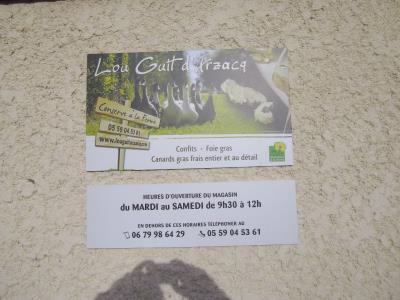 Lou Guit d'Arzacq
Conserve à la Ferme
05 59 04 53 61
Confits - Foie gras
Canards gras frais entier et au détail
HEURES D'OUVERTURE DU MAGASIN
du MARDI au SAMEDI de 9h30 à 12h
EN DEHORS DE CES HORAIRES TÉLÉPHONER AU
06 79 98 64 29 05 59 04 53 61